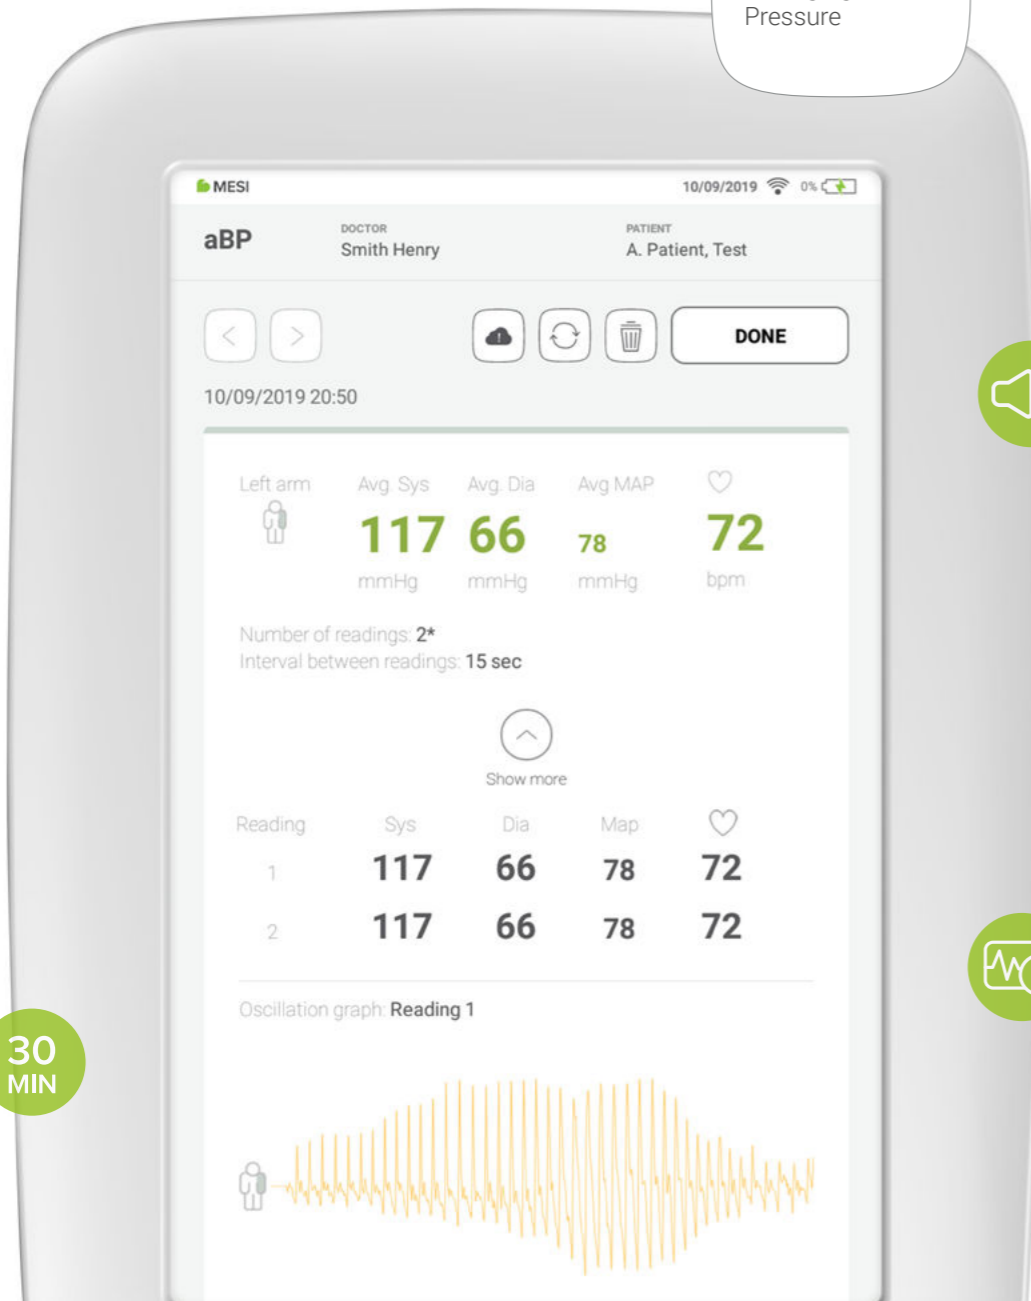 Pressure
MESI 10/09/2019 0%
aBP DOCTOR PATIENT
Smith Henry A. Patient, Test
DONE
10/09/2019 20:50
Left arm Avg. Sys Avg. Dia Avg MAP
117 66 78 72
mmHg mmHg mmHg bpm
Number of readings: 2*
Interval between readings: 15 sec
Show more
Reading Sys Dia Map
1 117 66 78 72
2 117 66 78 72
Oscillation graph: Reading 1
30
MIN